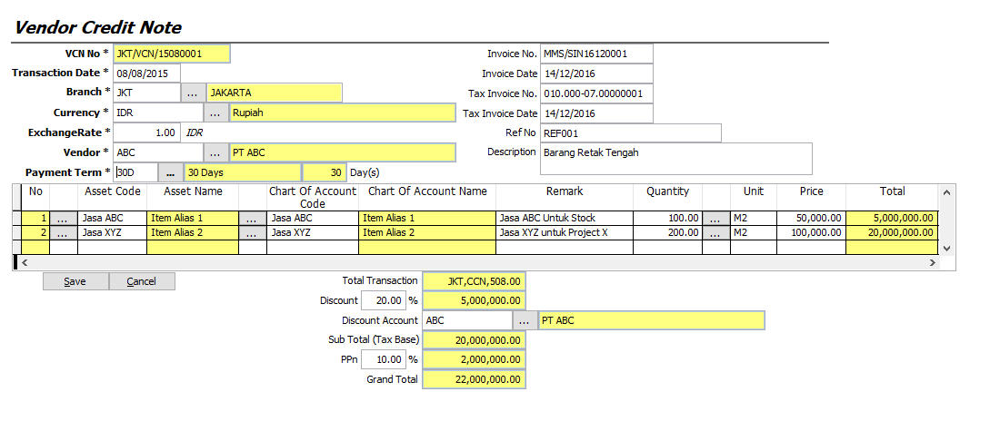 Vendor Credit Note
VCN No * JKT/VCN/15080001 Invoice No. MMS/SIN16120001
Transaction Date * 08/08/2015 Invoice Date 14/12/2016
Branch * JKT ... JAKARTA Tax Invoice No. 010.000-07.00000001
Currency * IDR ... Rupiah Tax Invoice Date 14/12/2016
ExchangeRate * 1.00 IDR Ref No REF001
Vendor * ABC ... PT ABC Description Barang Retak Tengah
Payment Term * 30D ... 30 Days 30 Day(s)
No Asset Code Asset Name Chart Of Account Code Chart Of Account Name Remark Quantity Unit Price Total
1 ... Jasa ABC Item Alias 1 ... Jasa ABC Item Alias 1 Jasa ABC Untuk Stock 100.00 ... M2 50,000.00 5,000,000.00
2 ... Jasa XYZ Item Alias 2 ... Jasa XYZ Item Alias 2 Jasa XYZ untuk Project X 200.00 ... M2 100,000.00 20,000,000.00
Save Cancel Total Transaction JKT,CCN,508.00
Discount 20.00 % 5,000,000.00
Discount Account ABC ... PT ABC
Sub Total (Tax Base) 20,000,000.00
PPn 10.00 % 2,000,000.00
Grand Total 22,000,000.00